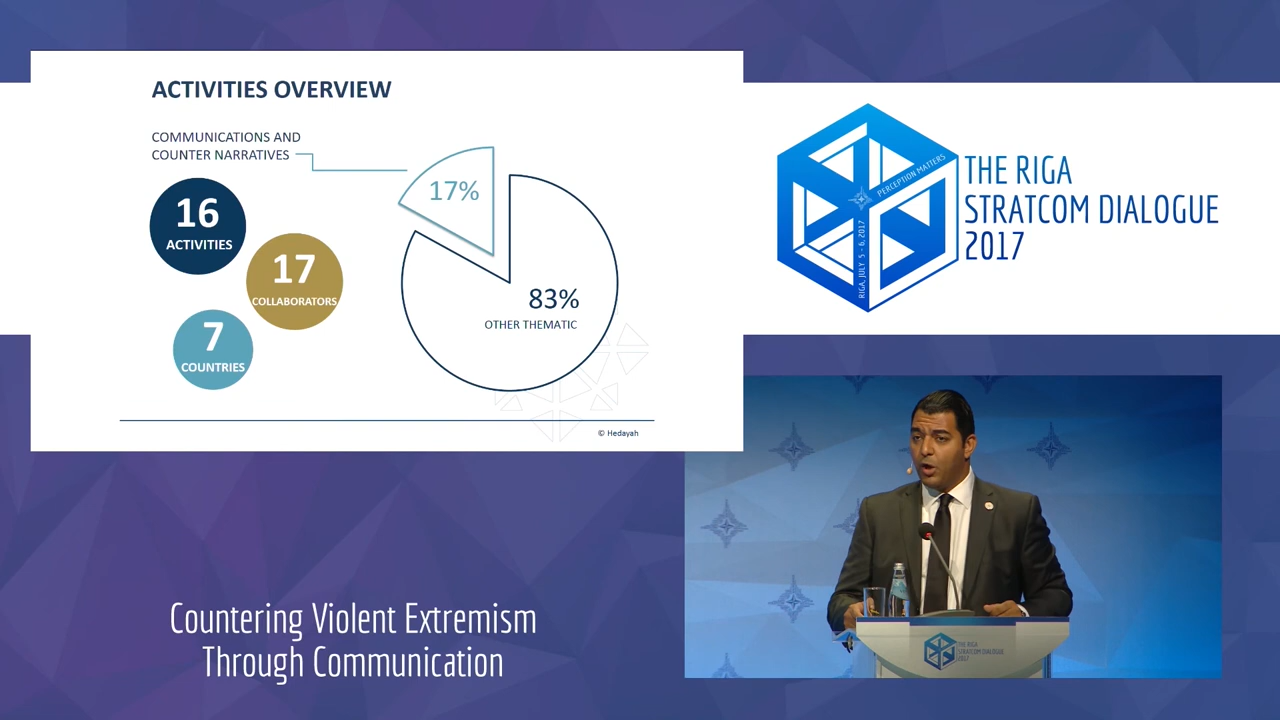 ACTIVITIES OVERVIEW
COMMUNICATIONS AND
COUNTER NARRATIVES
17%
16
ACTIVITIES
17
COLLABORATORS
7
COUNTRIES
83%
OTHER THEMATIC
© Hedayah
PERCEPTION MATTERS
RIGA, JULY 5 - 6, 2017
THE RIGA
STRATCOM DIALOGUE
2017
THE RIGA
STRATCOM DIALOGUE
2017
Countering Violent Extremism
Through Communication